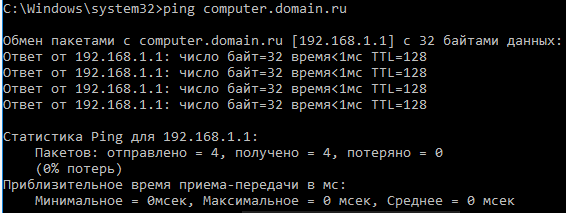 C:\Windows\system32>ping computer.domain.ru
Обмен пакетами с computer.domain.ru [192.168.1.1] с 32 байтами данных:
Ответ от 192.168.1.1: число байт=32 время<1мс TTL=128
Ответ от 192.168.1.1: число байт=32 время<1мс TTL=128
Ответ от 192.168.1.1: число байт=32 время<1мс TTL=128
Ответ от 192.168.1.1: число байт=32 время<1мс TTL=128
Статистика Ping для 192.168.1.1:
Пакетов: отправлено = 4, получено = 4, потеряно = 0
(0% потерь)
Приблизительное время приема-передачи в мс:
Минимальное = 0мсек, Максимальное = 0 мсек, Среднее = 0 мсек